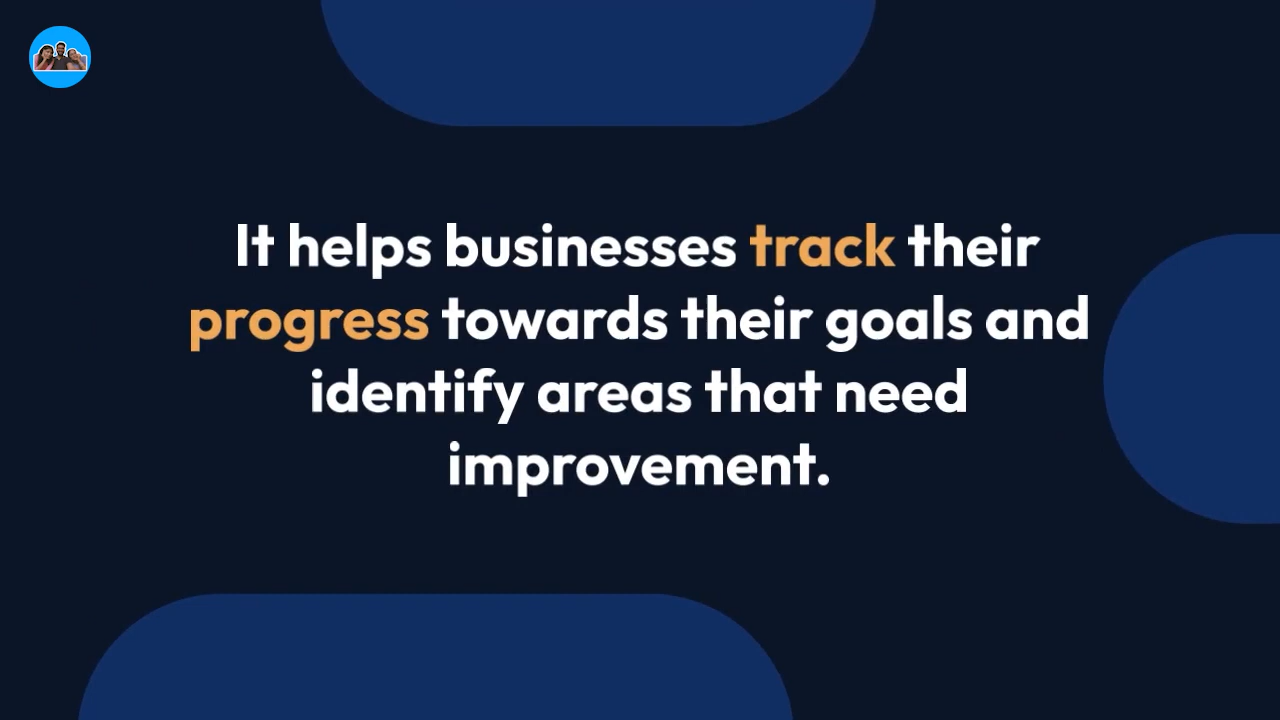 It helps businesses track their
progress towards their goals and
identify areas that need
improvement.